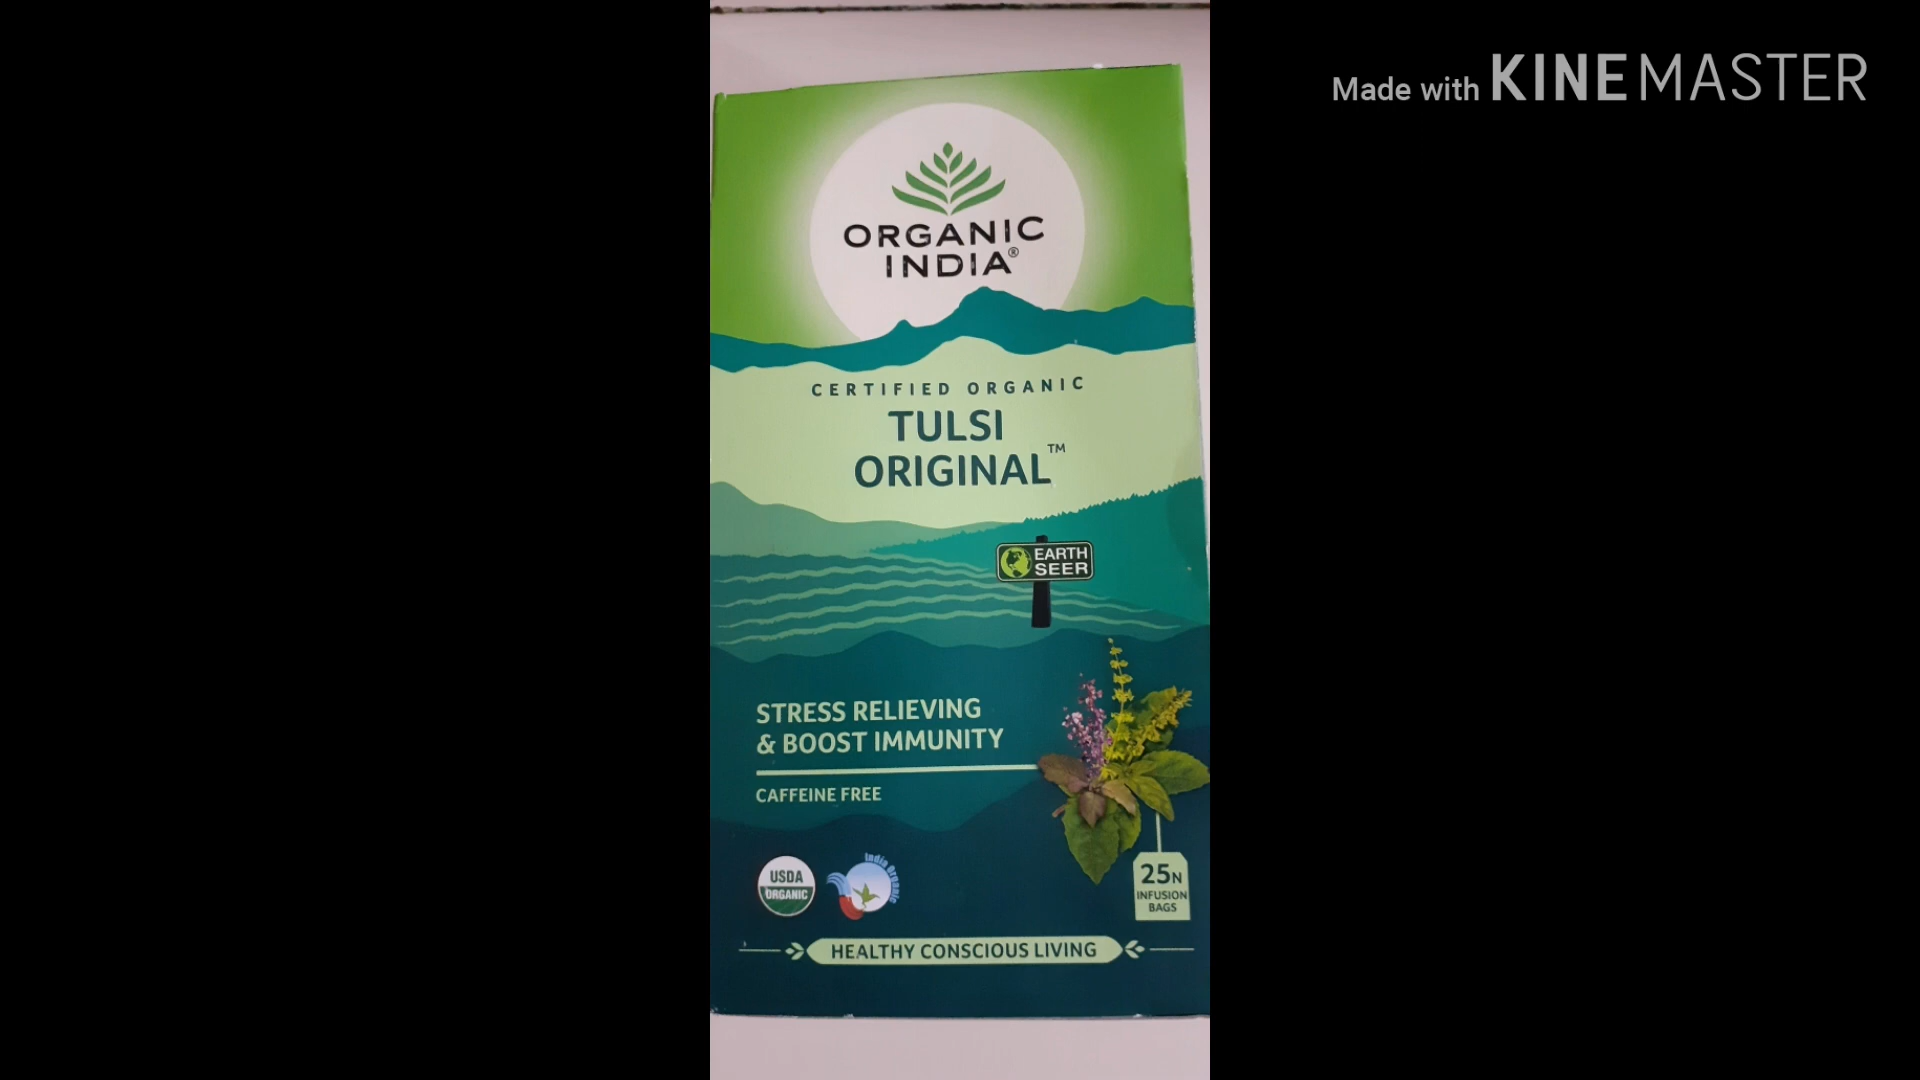 Made with KINEMASTER
ORGANIC
INDIA®
CERTIFIED ORGANIC
TULSI
ORIGINAL™
EARTH
SEER
STRESS RELIEVING
& BOOST IMMUNITY
CAFFEINE FREE
USDA
ORGANIC
India Organic
25N
INFUSION
BAGS
HEALTHY CONSCIOUS LIVING